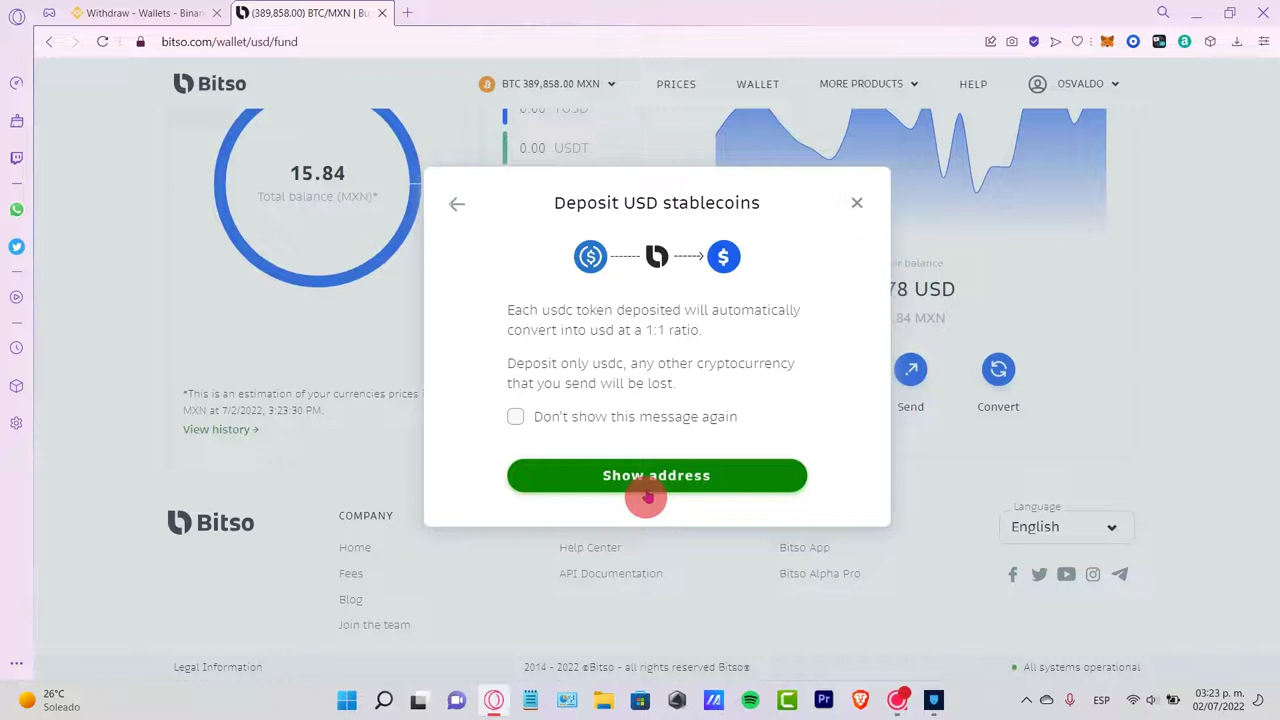 Withdraw - Wallets - Binan
(389,858.00) BTC/MXN | Bu
bitso.com/wallet/usd/fund
Bitso
BTC 389,858.00 MXN
PRICES
WALLET
MORE PRODUCTS
HELP
OSVALDO
0.00
0.00 USDT
15.84
Total balance (MXN)*
Deposit USD stablecoins
Each usdc token deposited will automatically
convert into usd at a 1:1 ratio.
Deposit only usdc, any other cryptocurrency
that you send will be lost.
Don't show this message again
Show address
balance
78 USD
,84 MXN
Send
Convert
*This is an estimation of your currencies prices i
MXN at 7/2/2022, 3:23:30 PM.
View history
Bitso
COMPANY
Home
Fees
Blog
Join the team
Help Center
API Documentation
Bitso App
Bitso Alpha Pro
Language
English
Legal Information
2014 - 2022 ©Bitso - all rights reserved Bitso®
All systems operational
26°C
Soleado
ESP
03:23 p. m.
02/07/2022